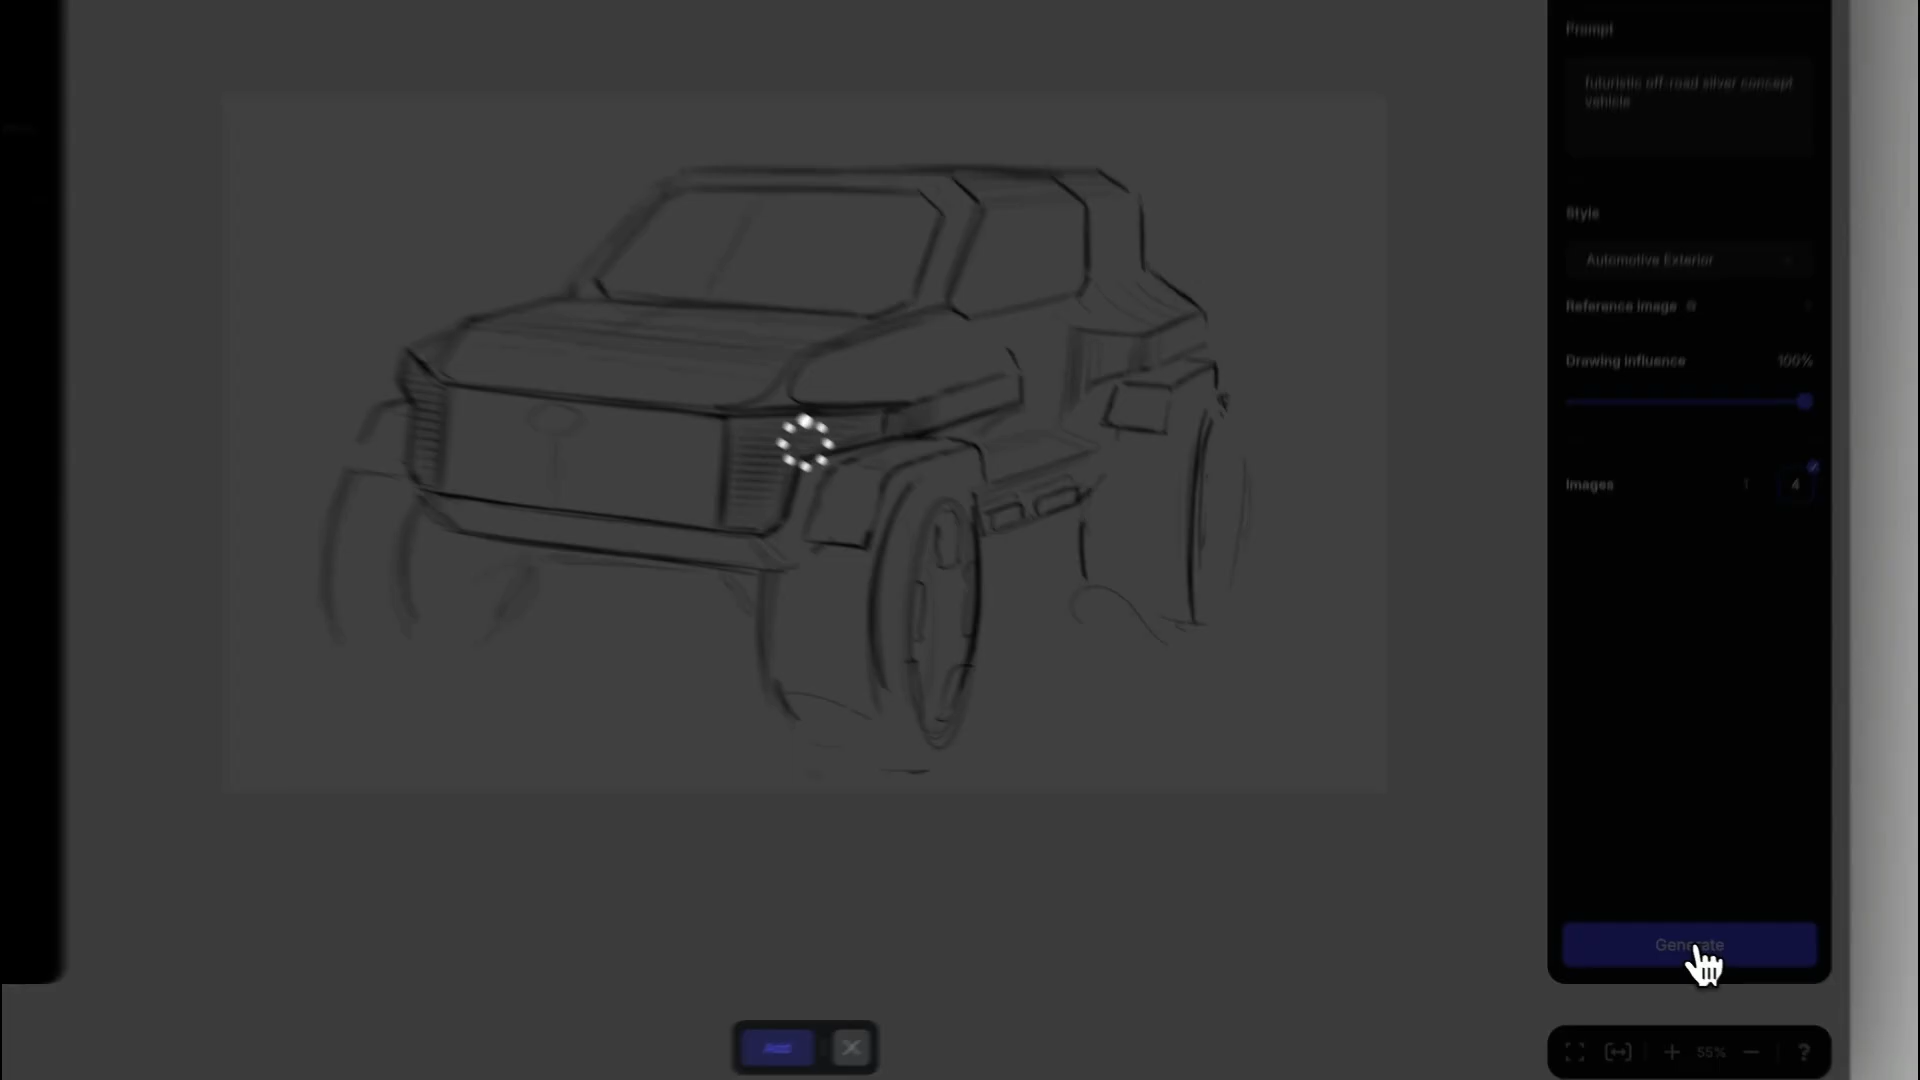 Prompt
futuristic off-road silver concept
vehicle
Style
Automotive Exterior
Reference Image
Drawing Influence 100%
Images 1 4
Generate
55%
?